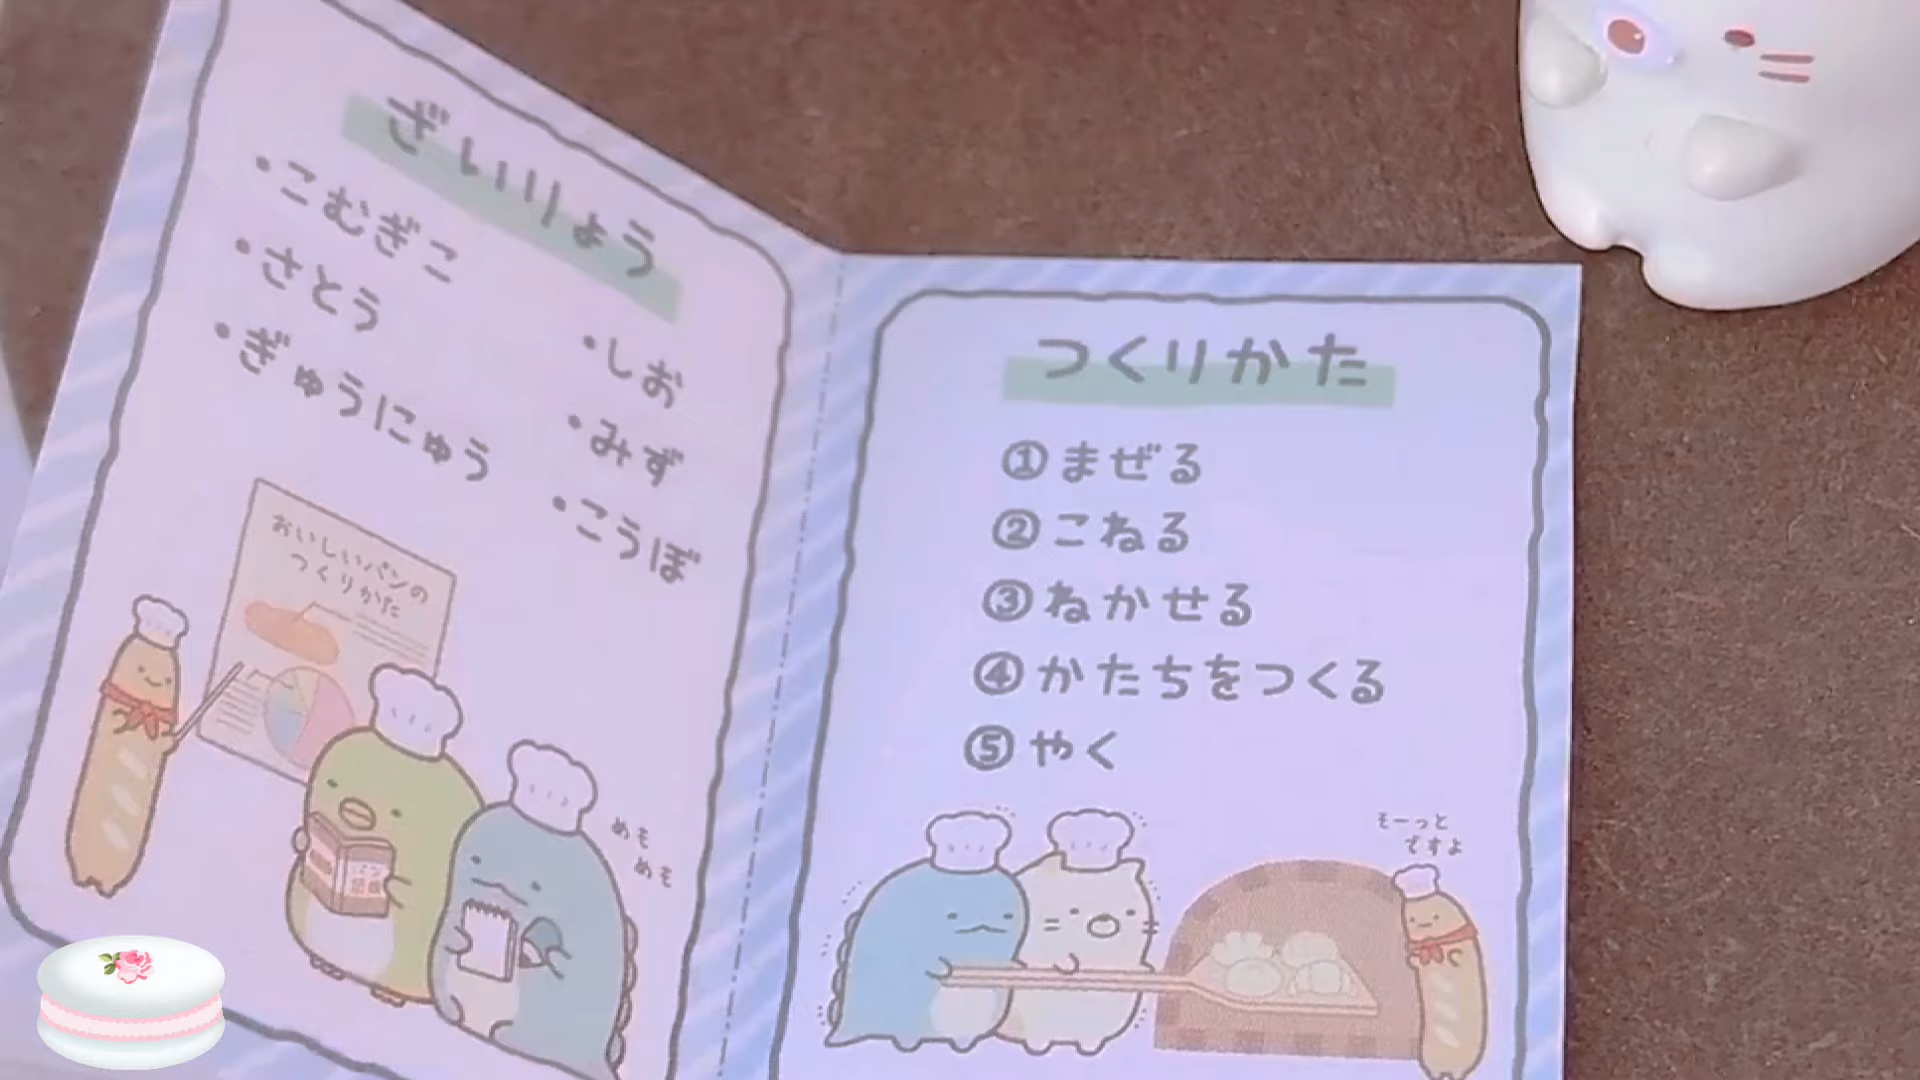 ざいりょう
・こむぎこ
・さとう
・ぎゅうにゅう
・しお
・みず
・こうぼ
おいしいパンの
つくりかた
めも
めも
つくりかた
①まぜる
②こねる
③ねかせる
④かたちをつくる
⑤やく
そーっと
ですよ